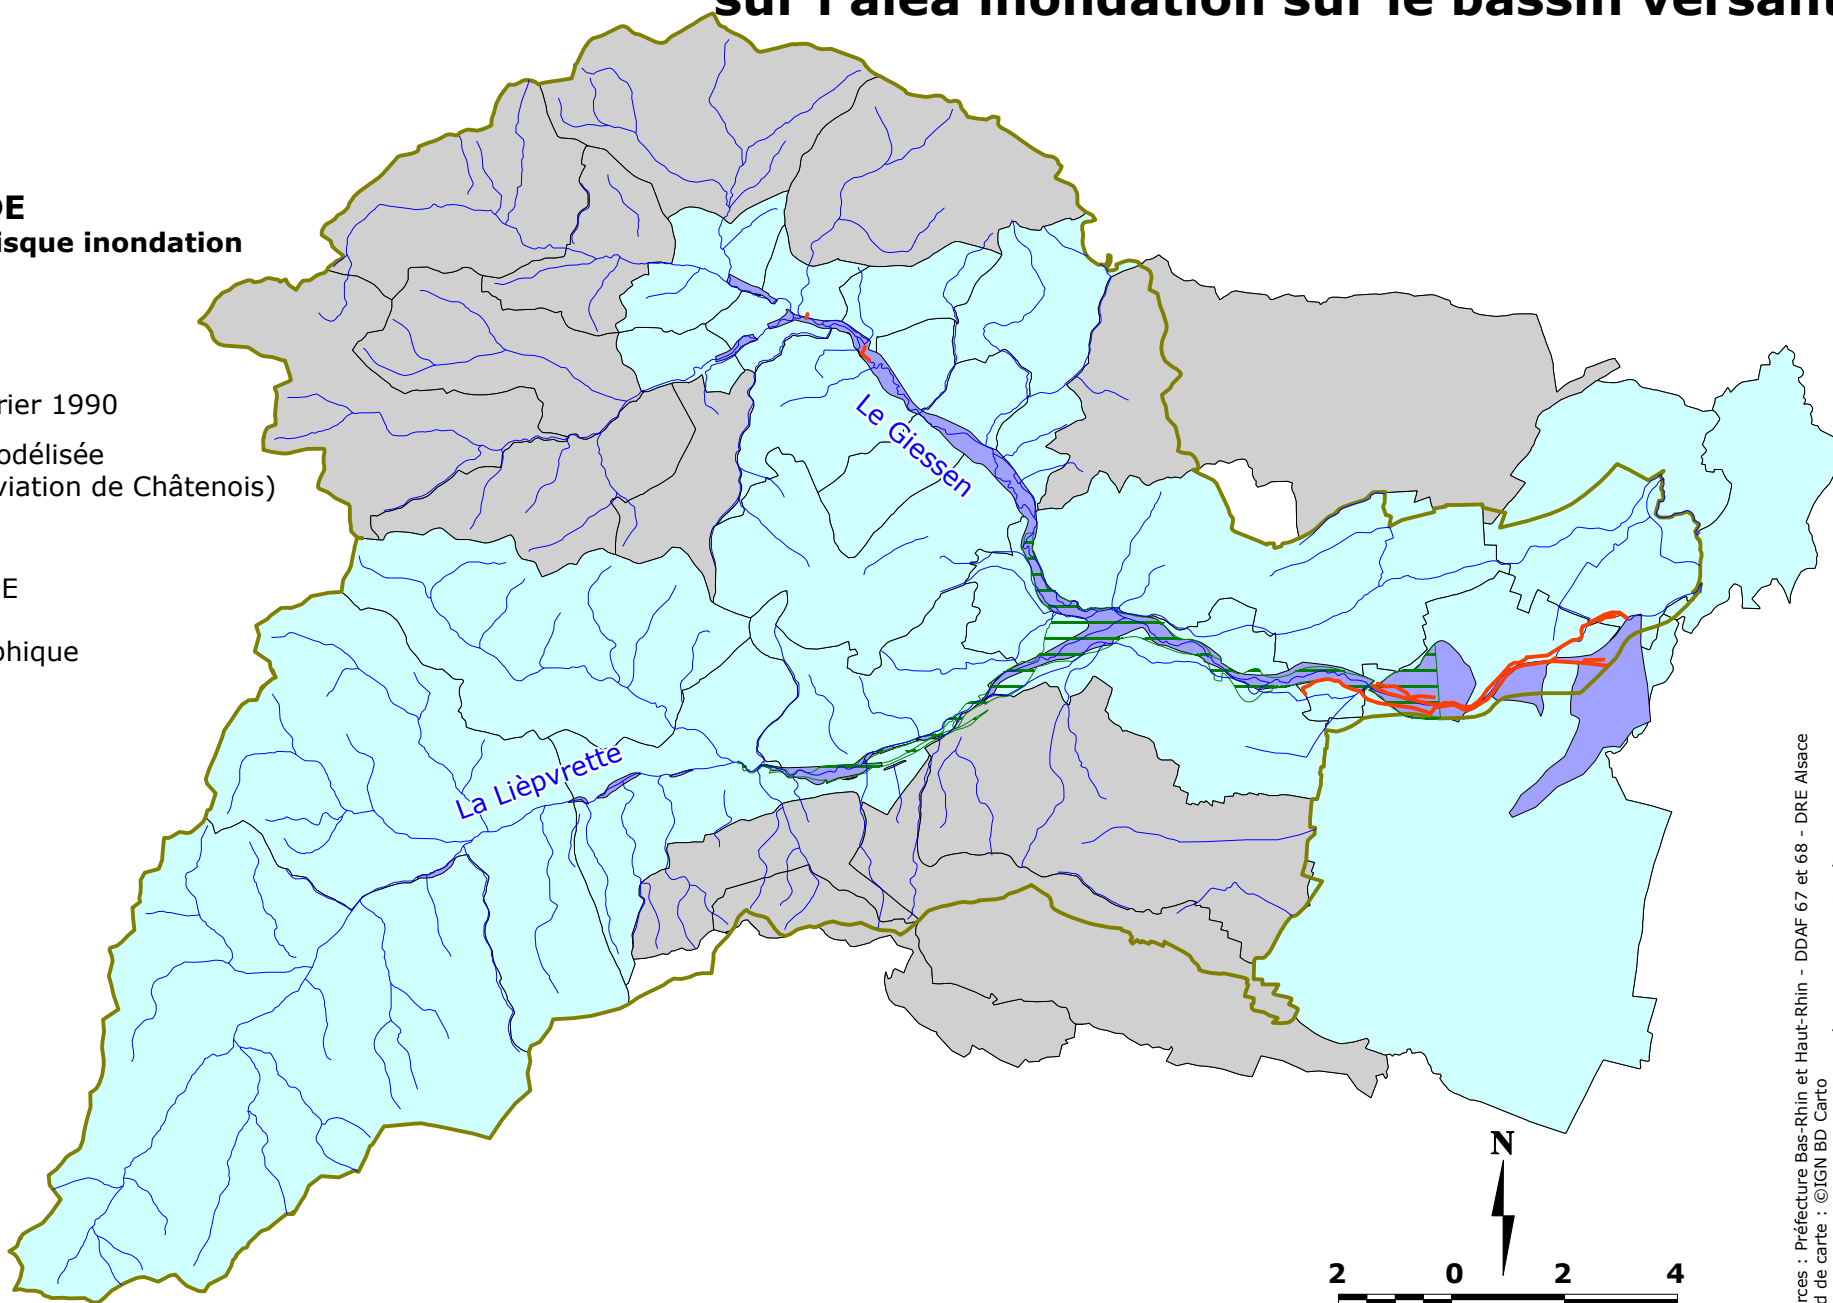 sur l'aléa inondation sur le bassin versant
isque inondation
rier 1990
odélisée
viation de Châtenois)
E
phique
Le Giessen
La Lièpvrette
N
2 0 2 4
rces : Préfecture Bas-Rhin et Haut-Rhin - DDAF 67 et 68 - DRE Alsace
d de carte : ©IGN BD Carto